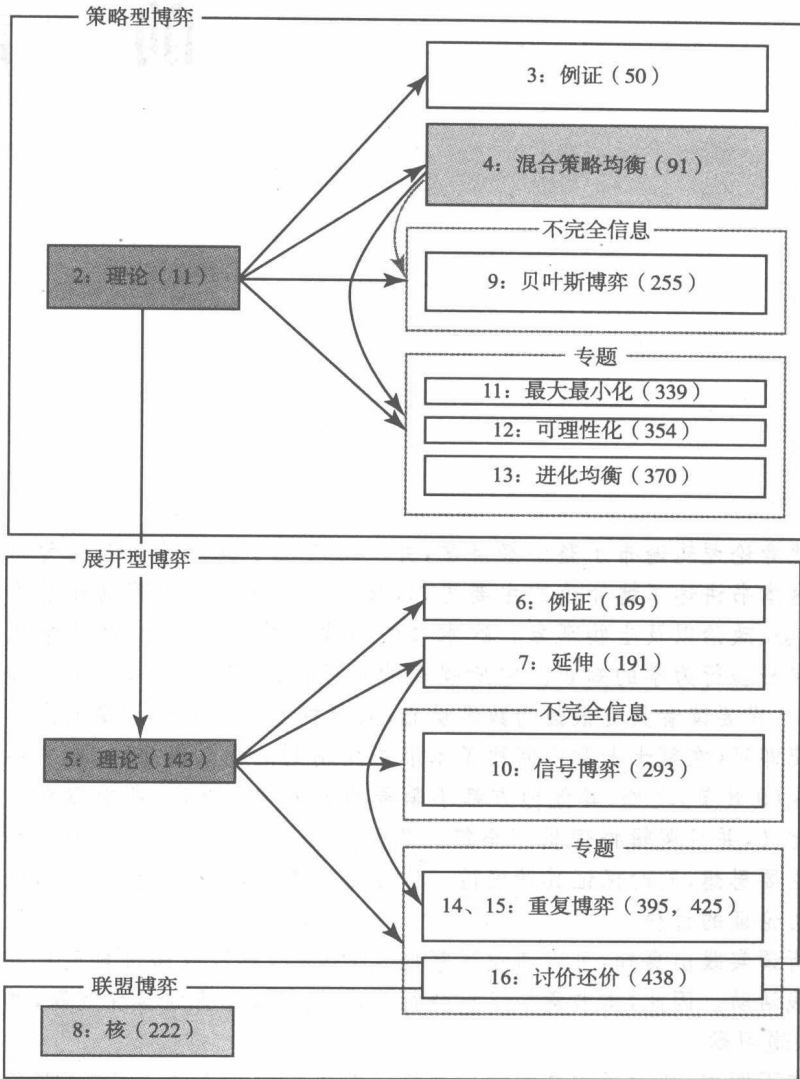 策略型博弈
3：例证（50）
4：混合策略均衡（91）
不完全信息
2：理论（11）
9：贝叶斯博弈（255）
专题
11：最大最小化（339）
12：可理性化（354）
13：进化均衡（370）
展开型博弈
6：例证（169）
7：延伸（191）
不完全信息
5：理论（143）
10：信号博弈（293）
专题
14、15：重复博弈（395，425）
16：讨价还价（438）
联盟博弈
8：核（222）